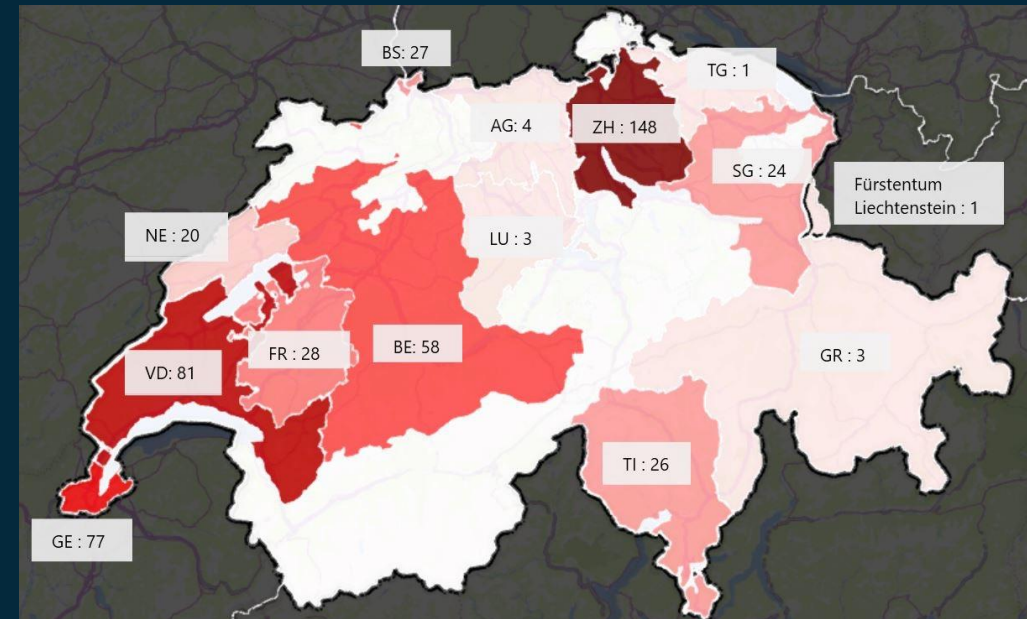 BS: 27
TG : 1
AG: 4
ZH : 148
SG : 24
Fürstentum
Liechtenstein : 1
NE : 20
LU : 3
FR : 28
BE: 58
GR : 3
VD: 81
TI : 26
GE : 77